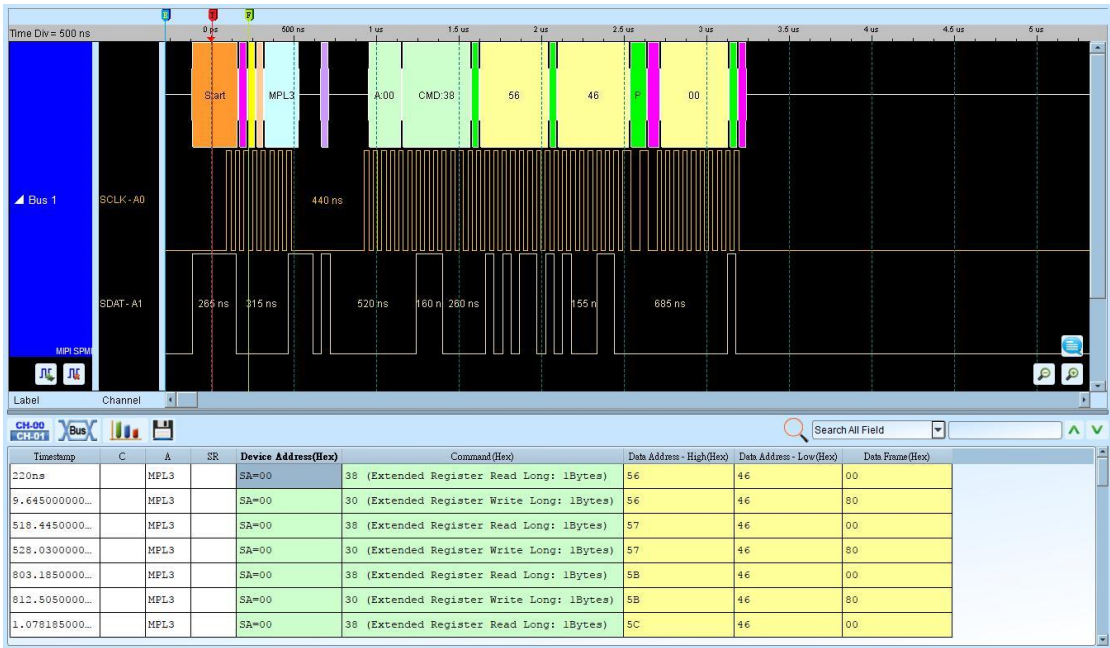 E T F
Time Div = 500 ns 0 ps 500 ns 1 us 1.5 us 2 us 2.5 us 3 us 3.5 us 4 us 4.5 us 5 us
Start MPL3 A:00 CMD:38 56 46 P 00
Bus 1 SCLK - A0 440 ns
SDAT - A1 265 ns 315 ns 520 ns 160 n 260 ns 155 n 685 ns
MIPI SPMI
Label Channel
CH-00
CH-01 Bus Search All Field
Timestamp C A SR Device Address(Hex) Command(Hex) Data Address - High(Hex) Data Address - Low(Hex) Data Frame(Hex)
220ns MPL3 SA=00 38 (Extended Register Read Long: 1Bytes) 56 46 00
9.645000000... MPL3 SA=00 30 (Extended Register Write Long: 1Bytes) 56 46 80
518.4450000... MPL3 SA=00 38 (Extended Register Read Long: 1Bytes) 57 46 00
528.0300000... MPL3 SA=00 30 (Extended Register Write Long: 1Bytes) 57 46 80
803.1850000... MPL3 SA=00 38 (Extended Register Read Long: 1Bytes) 5B 46 00
812.5050000... MPL3 SA=00 30 (Extended Register Write Long: 1Bytes) 5B 46 80
1.078185000... MPL3 SA=00 38 (Extended Register Read Long: 1Bytes) 5C 46 00